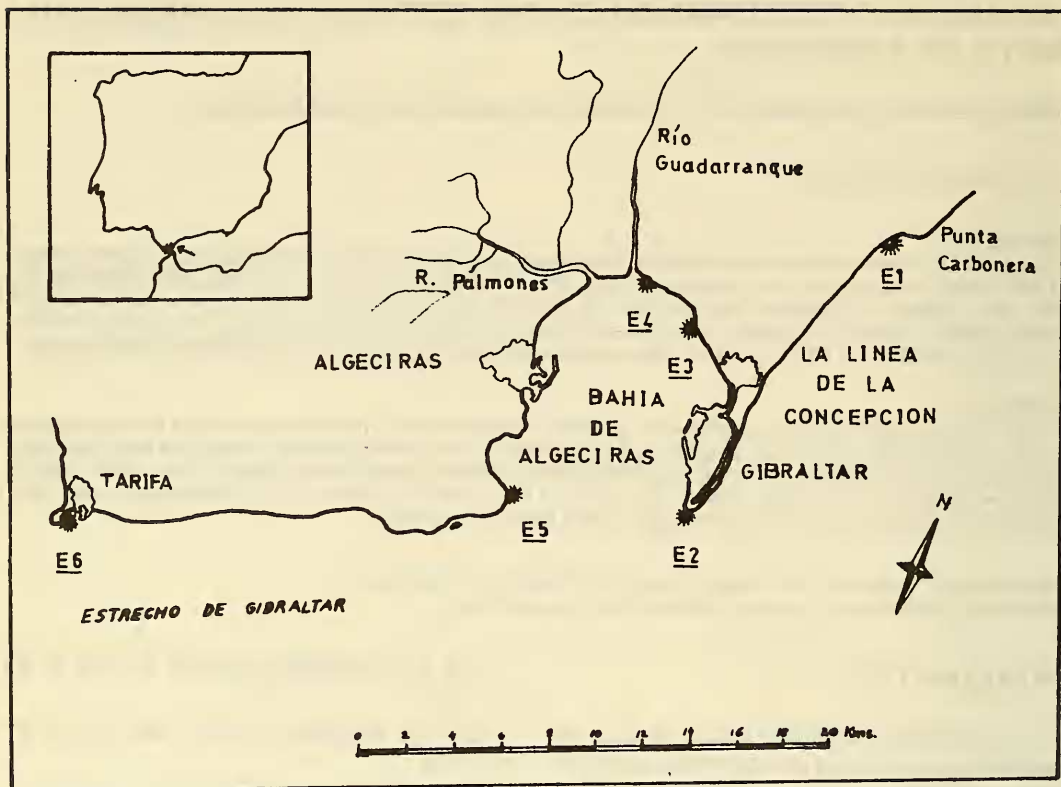 Río
Guadarranque
Punta
Carbonera
E1
R. Palmones
E4
E3
ALGECIRAS
LA LINEA
DE LA
CONCEPCION
BAHIA
DE
ALGECIRAS
GIBRALTAR
TARIFA
E5
E2
E6
N
ESTRECHO DE GIBRALTAR
0 2 4 6 8 10 12 14 16 18 20 Kms.